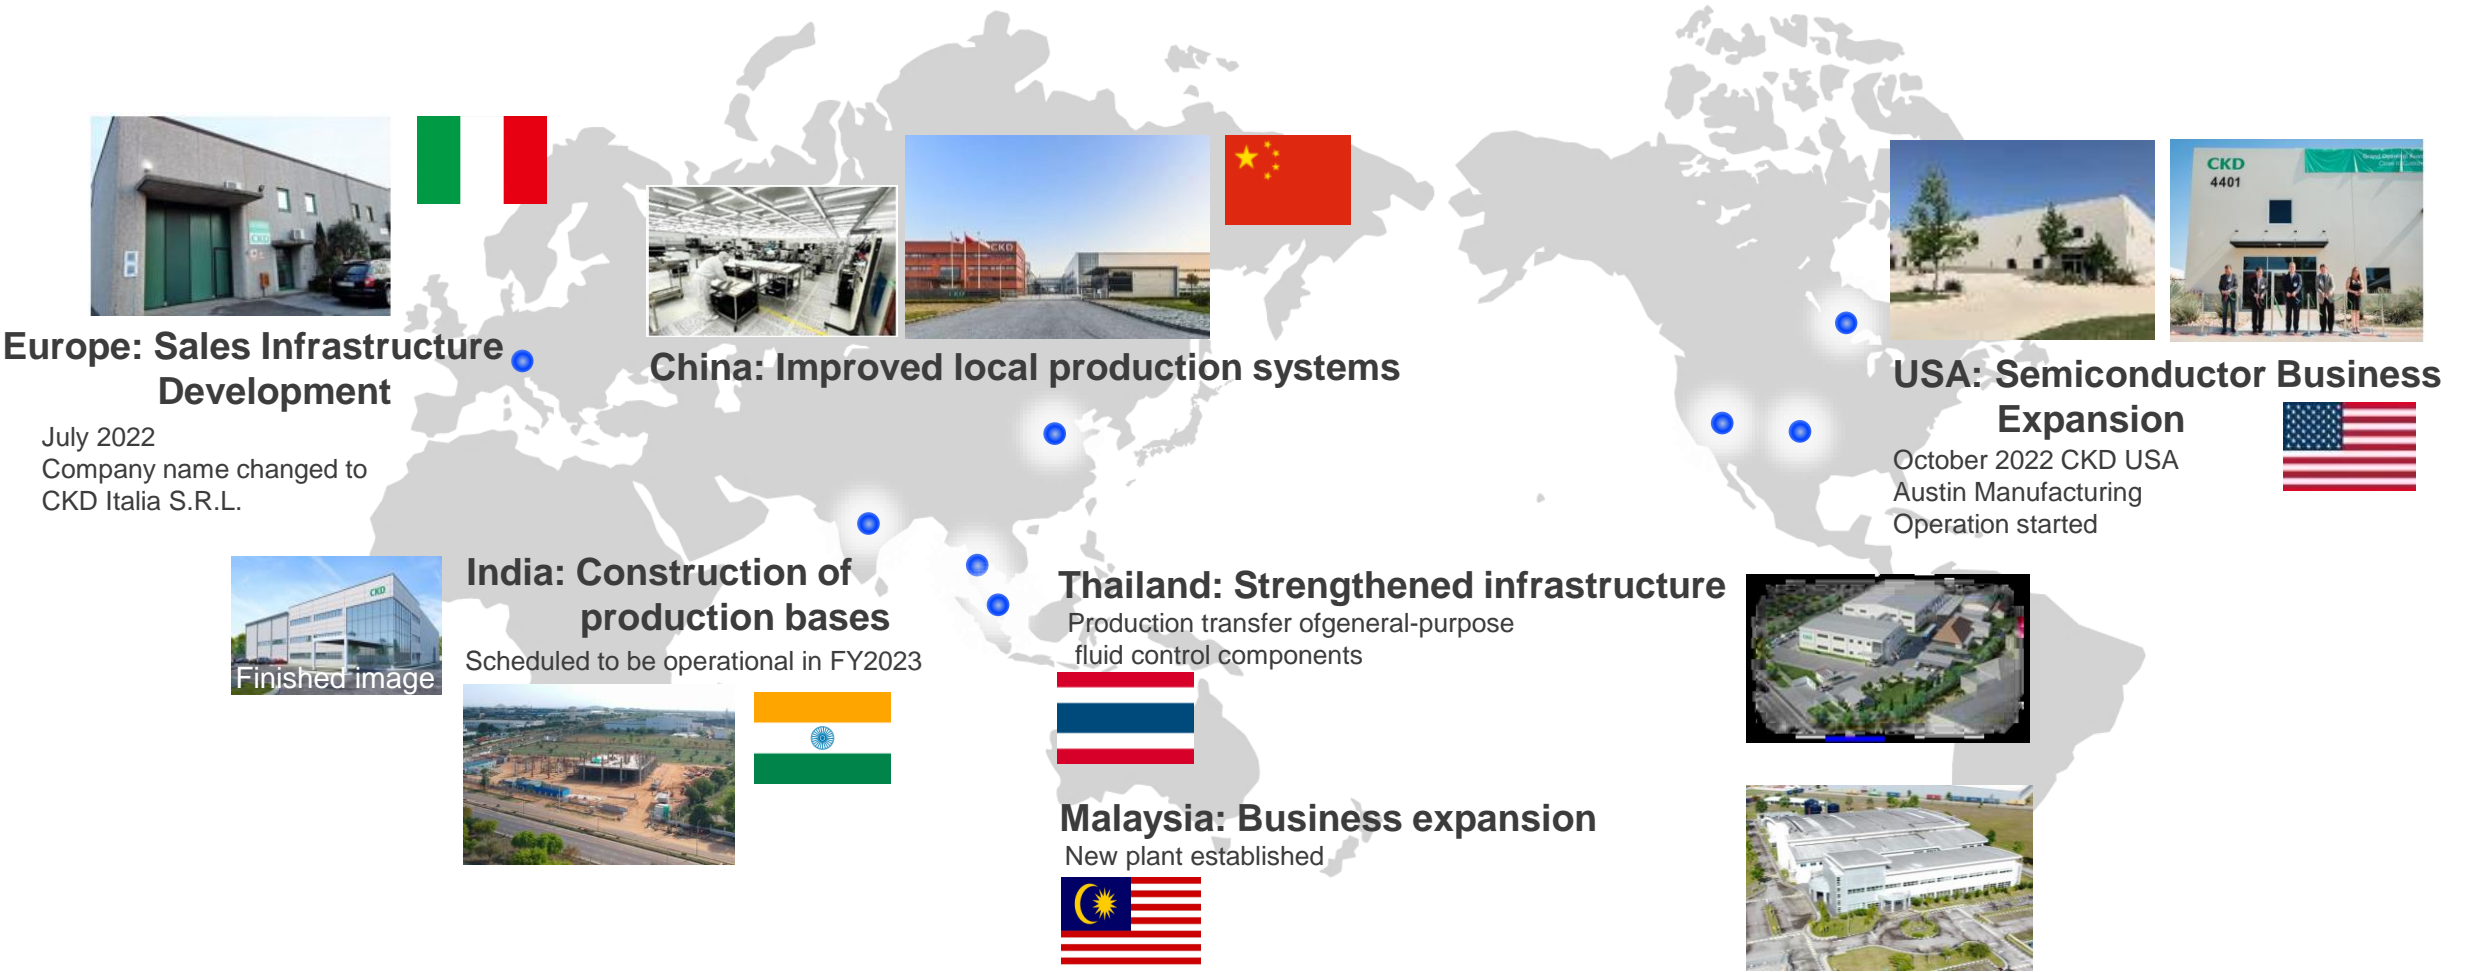 Europe: Sales Infrastructure
Development
July 2022
Company name changed to
CKD Italia S.R.L.
CKD
CKD
China: Improved local production systems
CKD
4401
USA: Semiconductor Business
Expansion
October 2022 CKD USA
Austin Manufacturing
Operation started
CKD
Finished image
India: Construction of
production bases
Scheduled to be operational in FY2023
Thailand: Strengthened infrastructure
Production transfer ofgeneral-purpose
fluid control components
CKD
Malaysia: Business expansion
New plant established